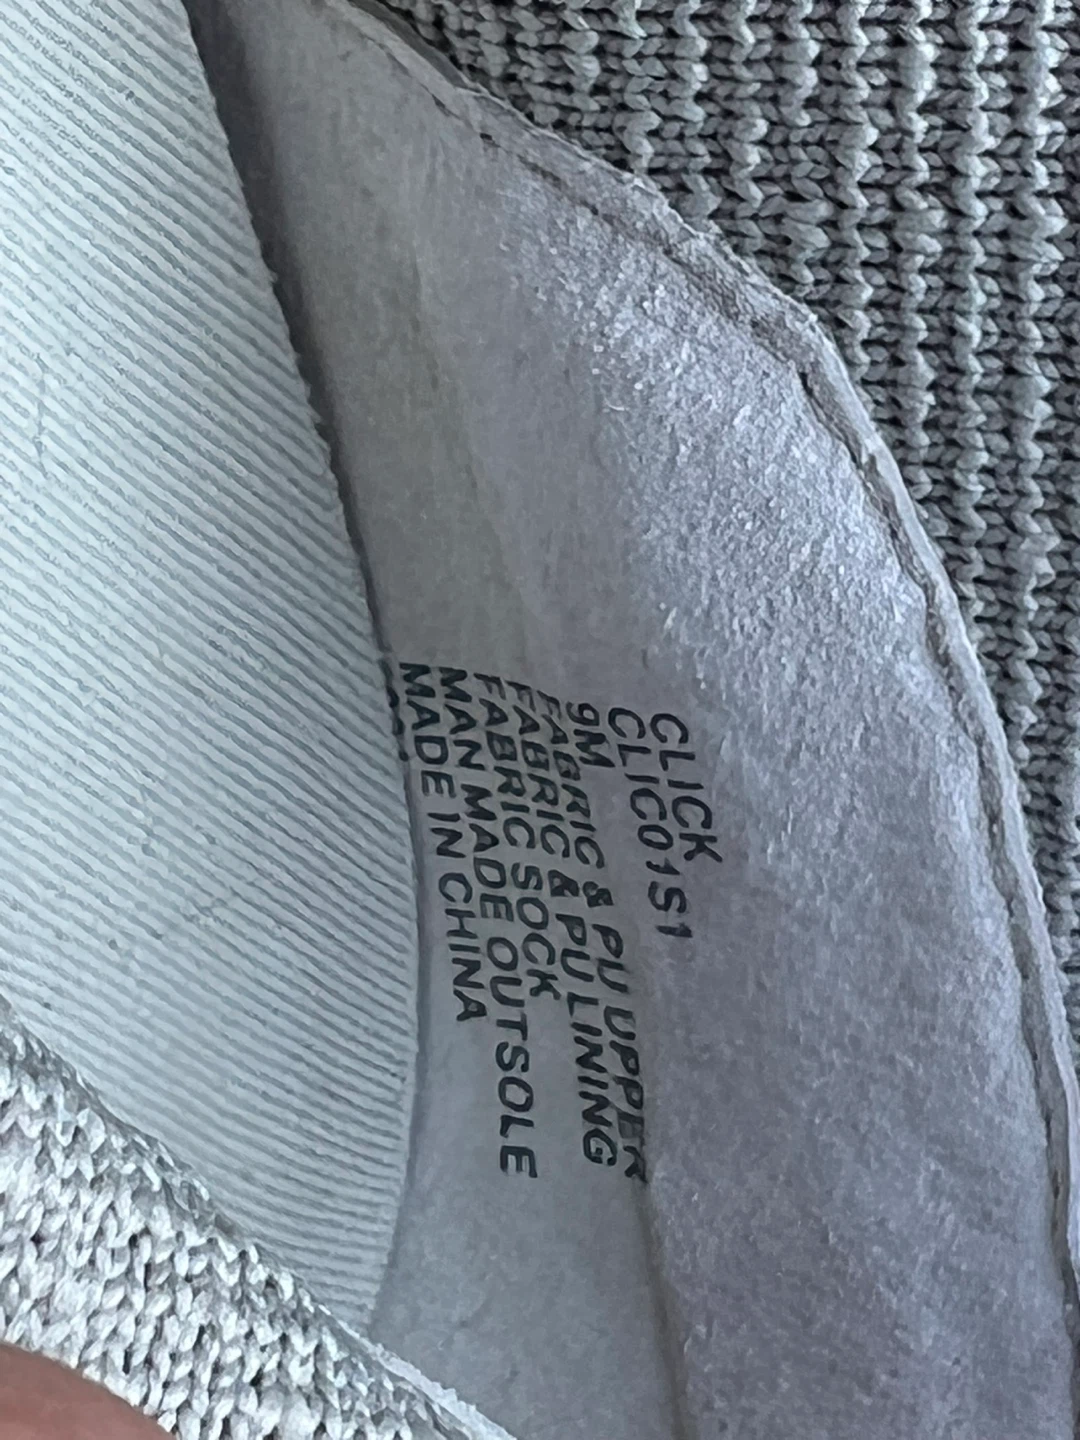 CLICK
CLIC01S1
9M
FABRIC & PU UPPER
FABRIC & PU LINING
FABRIC SOCK
MAN MADE OUTSOLE
MADE IN CHINA